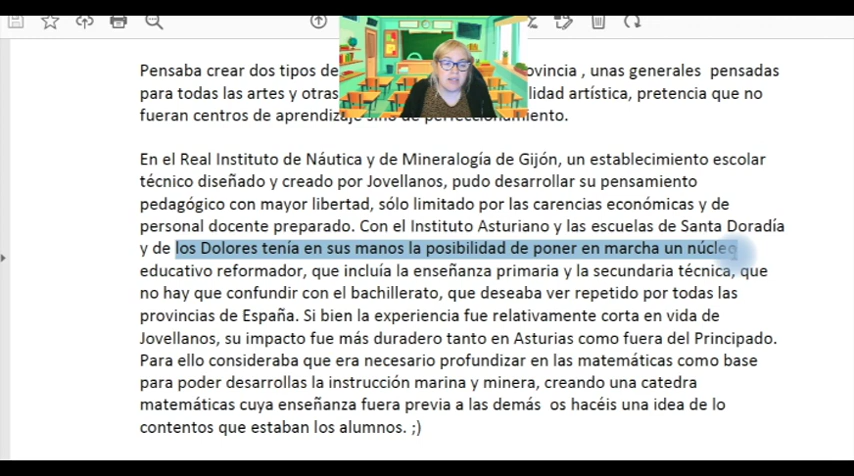 Pensaba crear dos tipos de ovincia , unas generales pensadas
para todas las artes y otras lidad artística, pretencia que no
fueran centros de aprendizaje sino de perfeccionamiento.
En el Real Instituto de Náutica y de Mineralogía de Gijón, un establecimiento escolar
técnico diseñado y creado por Jovellanos, pudo desarrollar su pensamiento
pedagógico con mayor libertad, sólo limitado por las carencias económicas y de
personal docente preparado. Con el Instituto Asturiano y las escuelas de Santa Doradía
y de los Dolores tenía en sus manos la posibilidad de poner en marcha un núcleo
educativo reformador, que incluía la enseñanza primaria y la secundaria técnica, que
no hay que confundir con el bachillerato, que deseaba ver repetido por todas las
provincias de España. Si bien la experiencia fue relativamente corta en vida de
Jovellanos, su impacto fue más duradero tanto en Asturias como fuera del Principado.
Para ello consideraba que era necesario profundizar en las matemáticas como base
para poder desarrollas la instrucción marina y minera, creando una catedra
matemáticas cuya enseñanza fuera previa a las demás os hacéis una idea de lo
contentos que estaban los alumnos. ;)